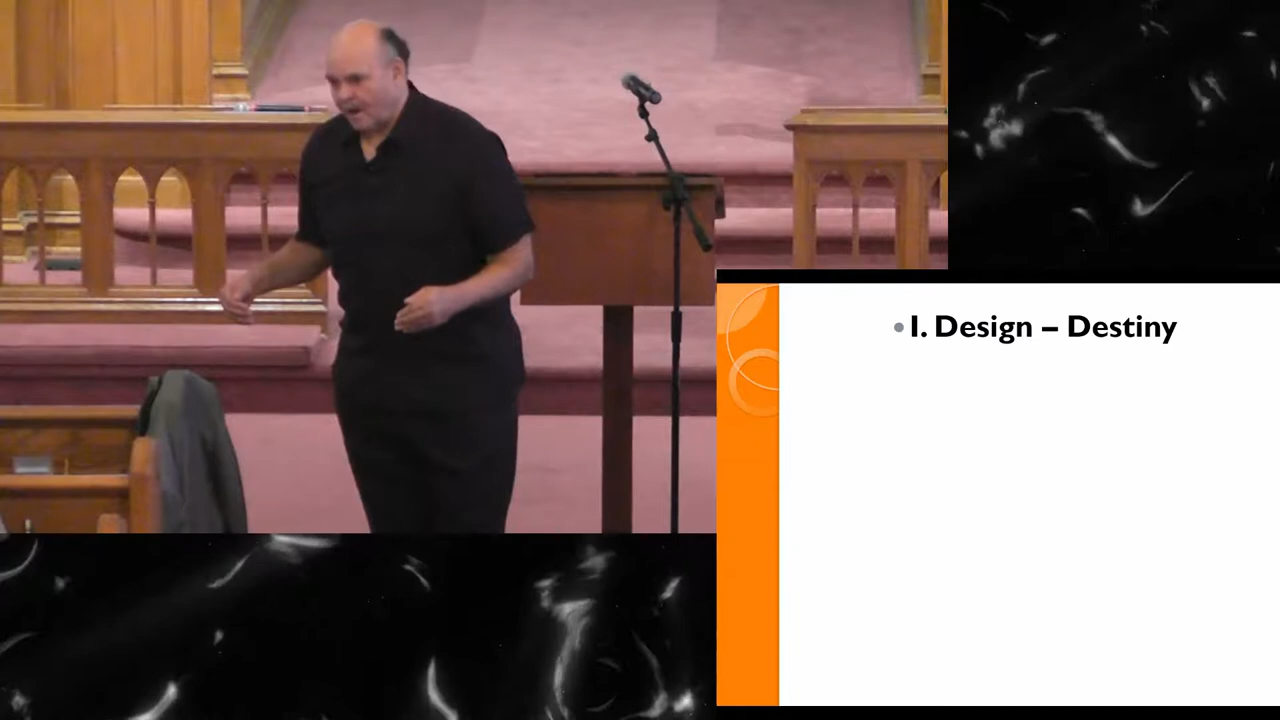 • I. Design – Destiny